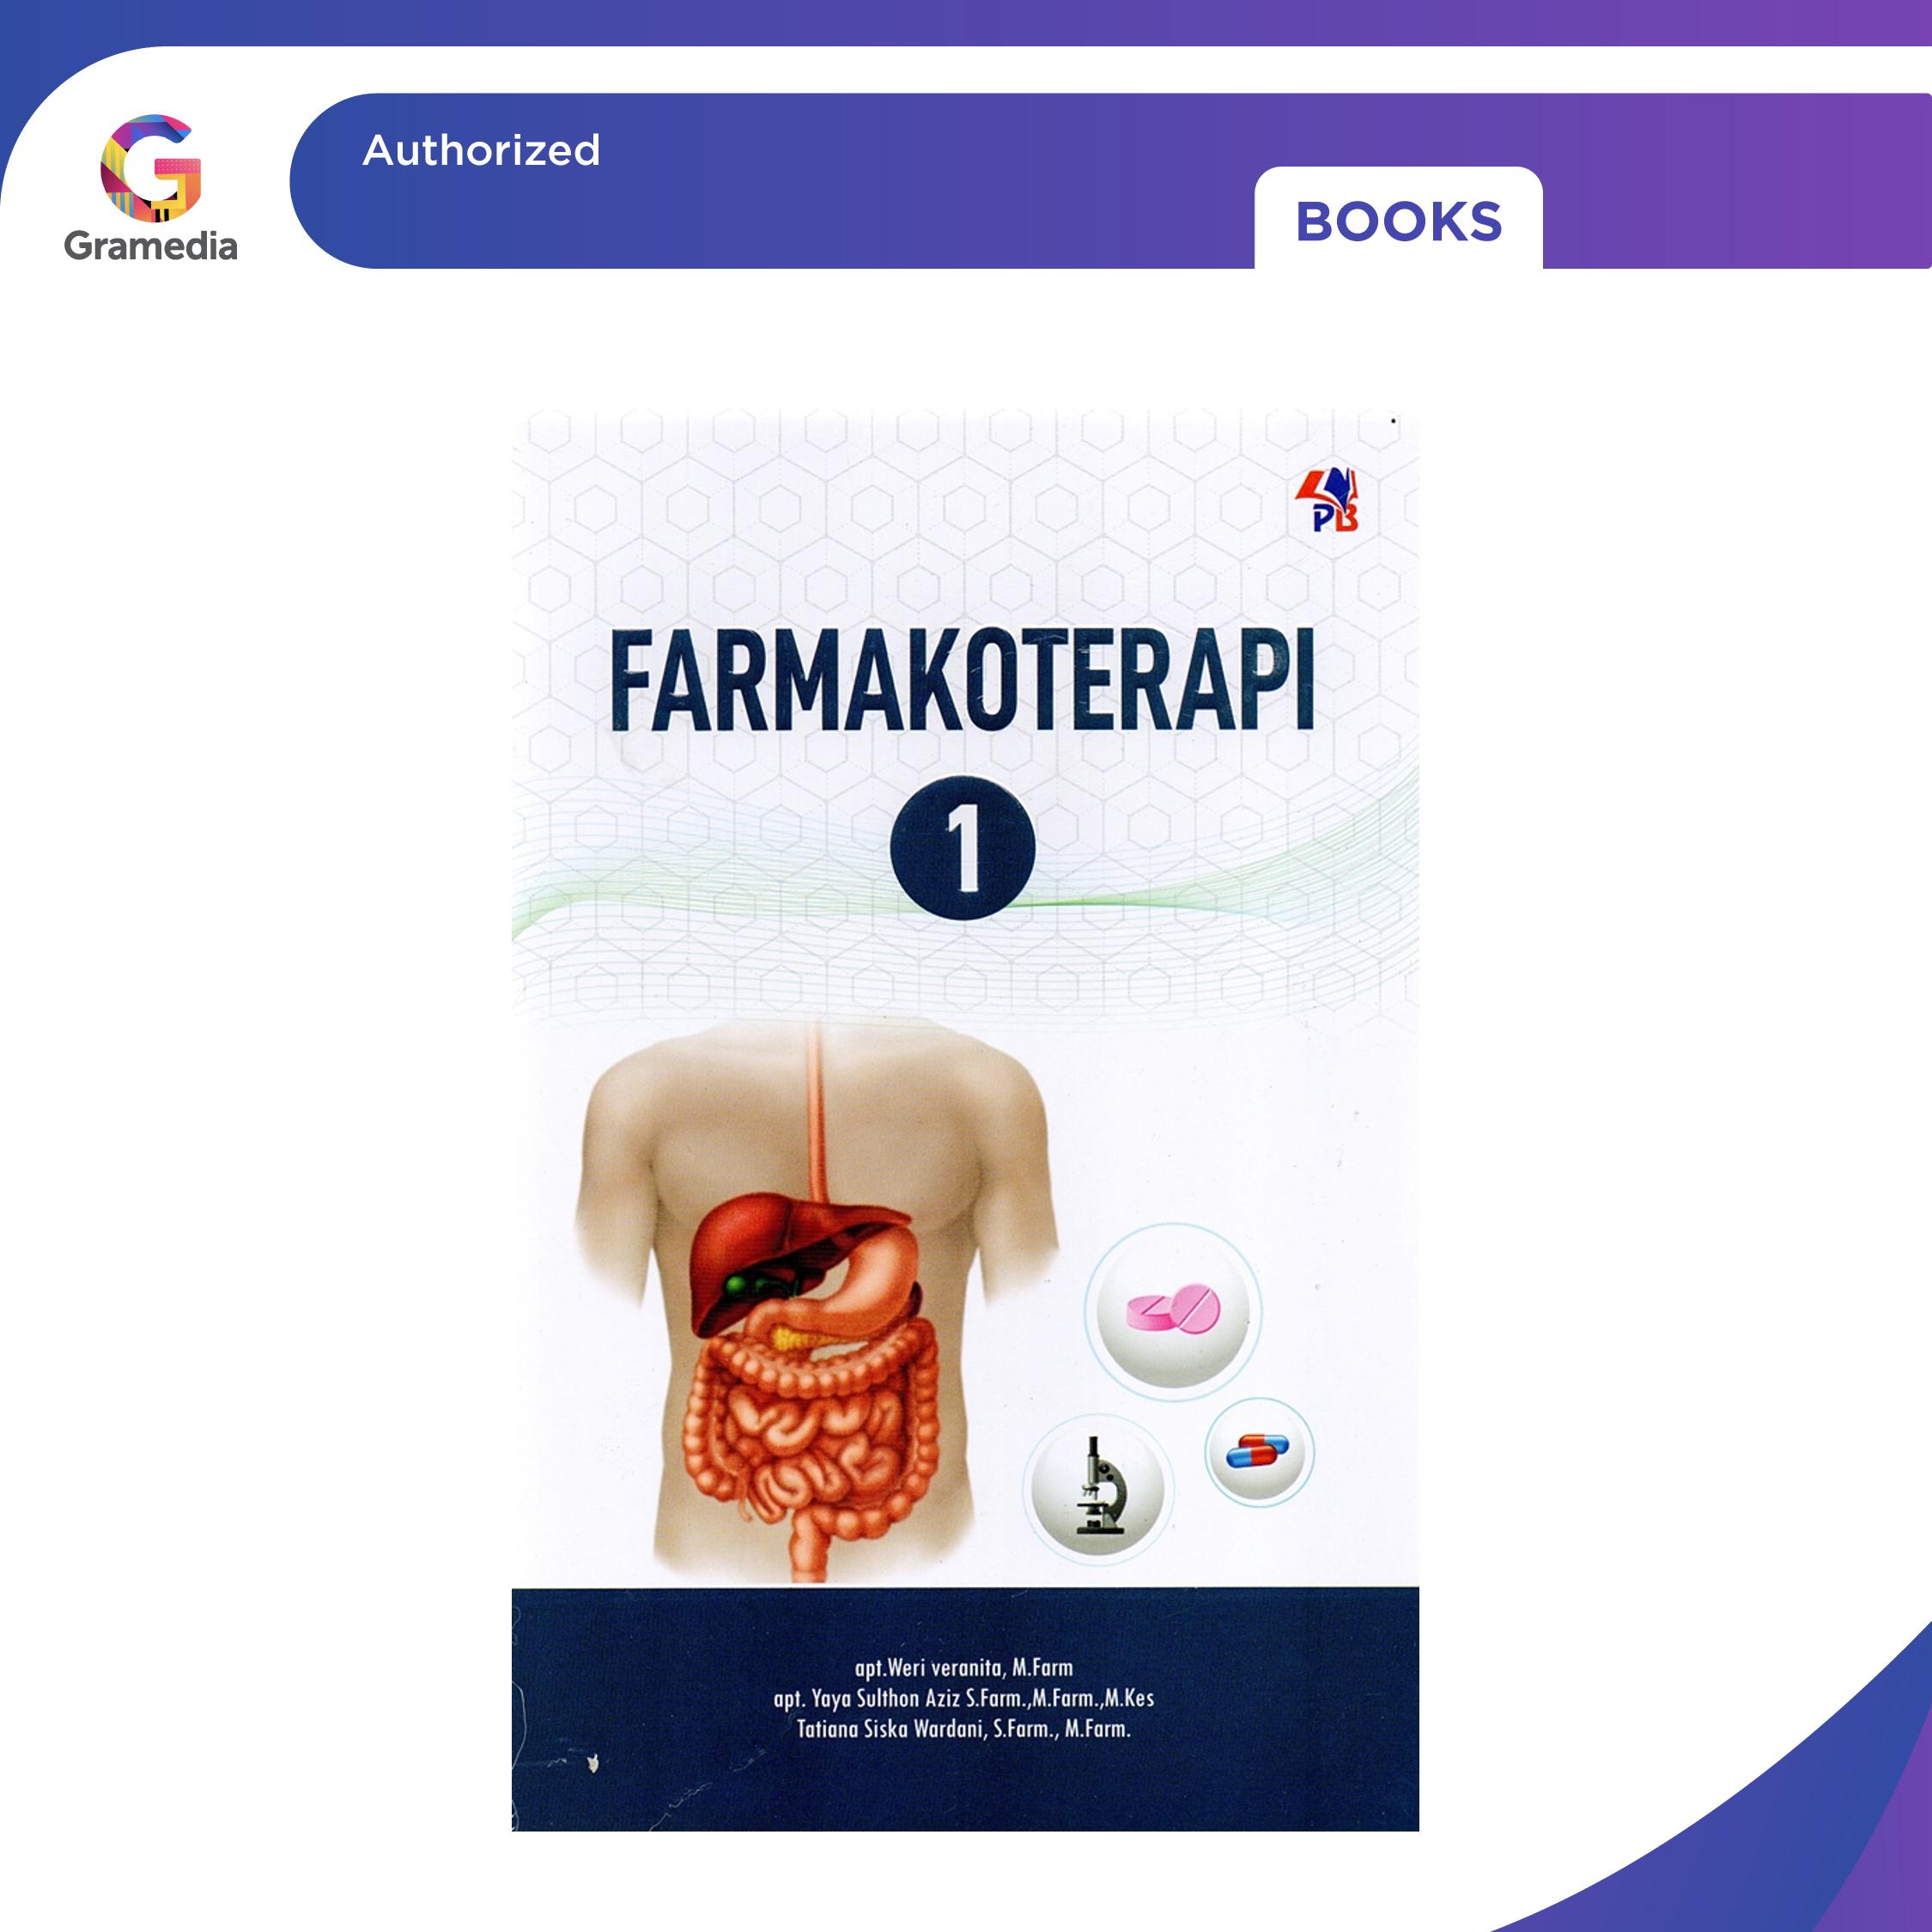 Gramedia
Authorized
BOOKS
PB
FARMAKOTERAPI
1
apt.Weri veranita, M.Farm
apt. Yaya Sulthon Aziz S.Farm.,M.Farm.,M.Kes
Tatiana Siska Wardani, S.Farm., M.Farm.